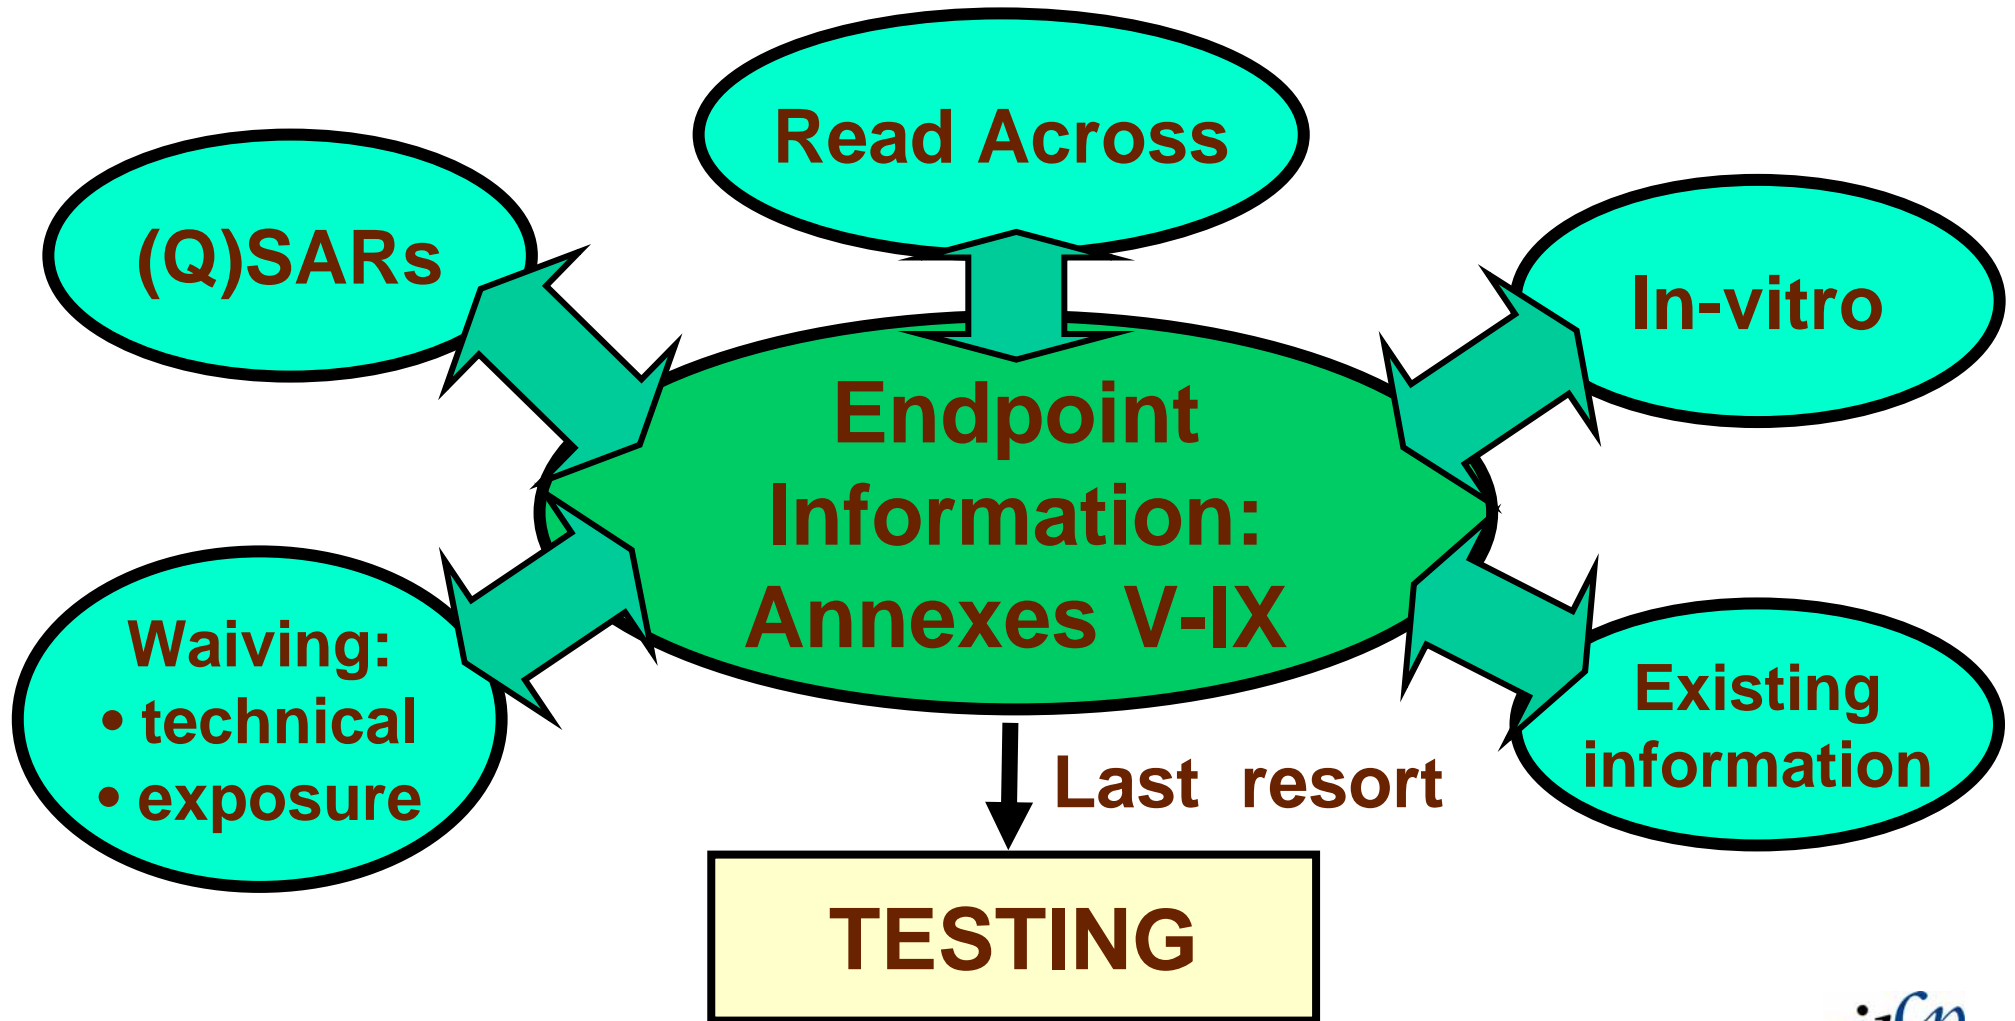 Read Across
(Q)SARs
In-vitro
Endpoint
Information:
Annexes V-IX
Waiving:
• technical
• exposure
Existing
information
Last resort
TESTING